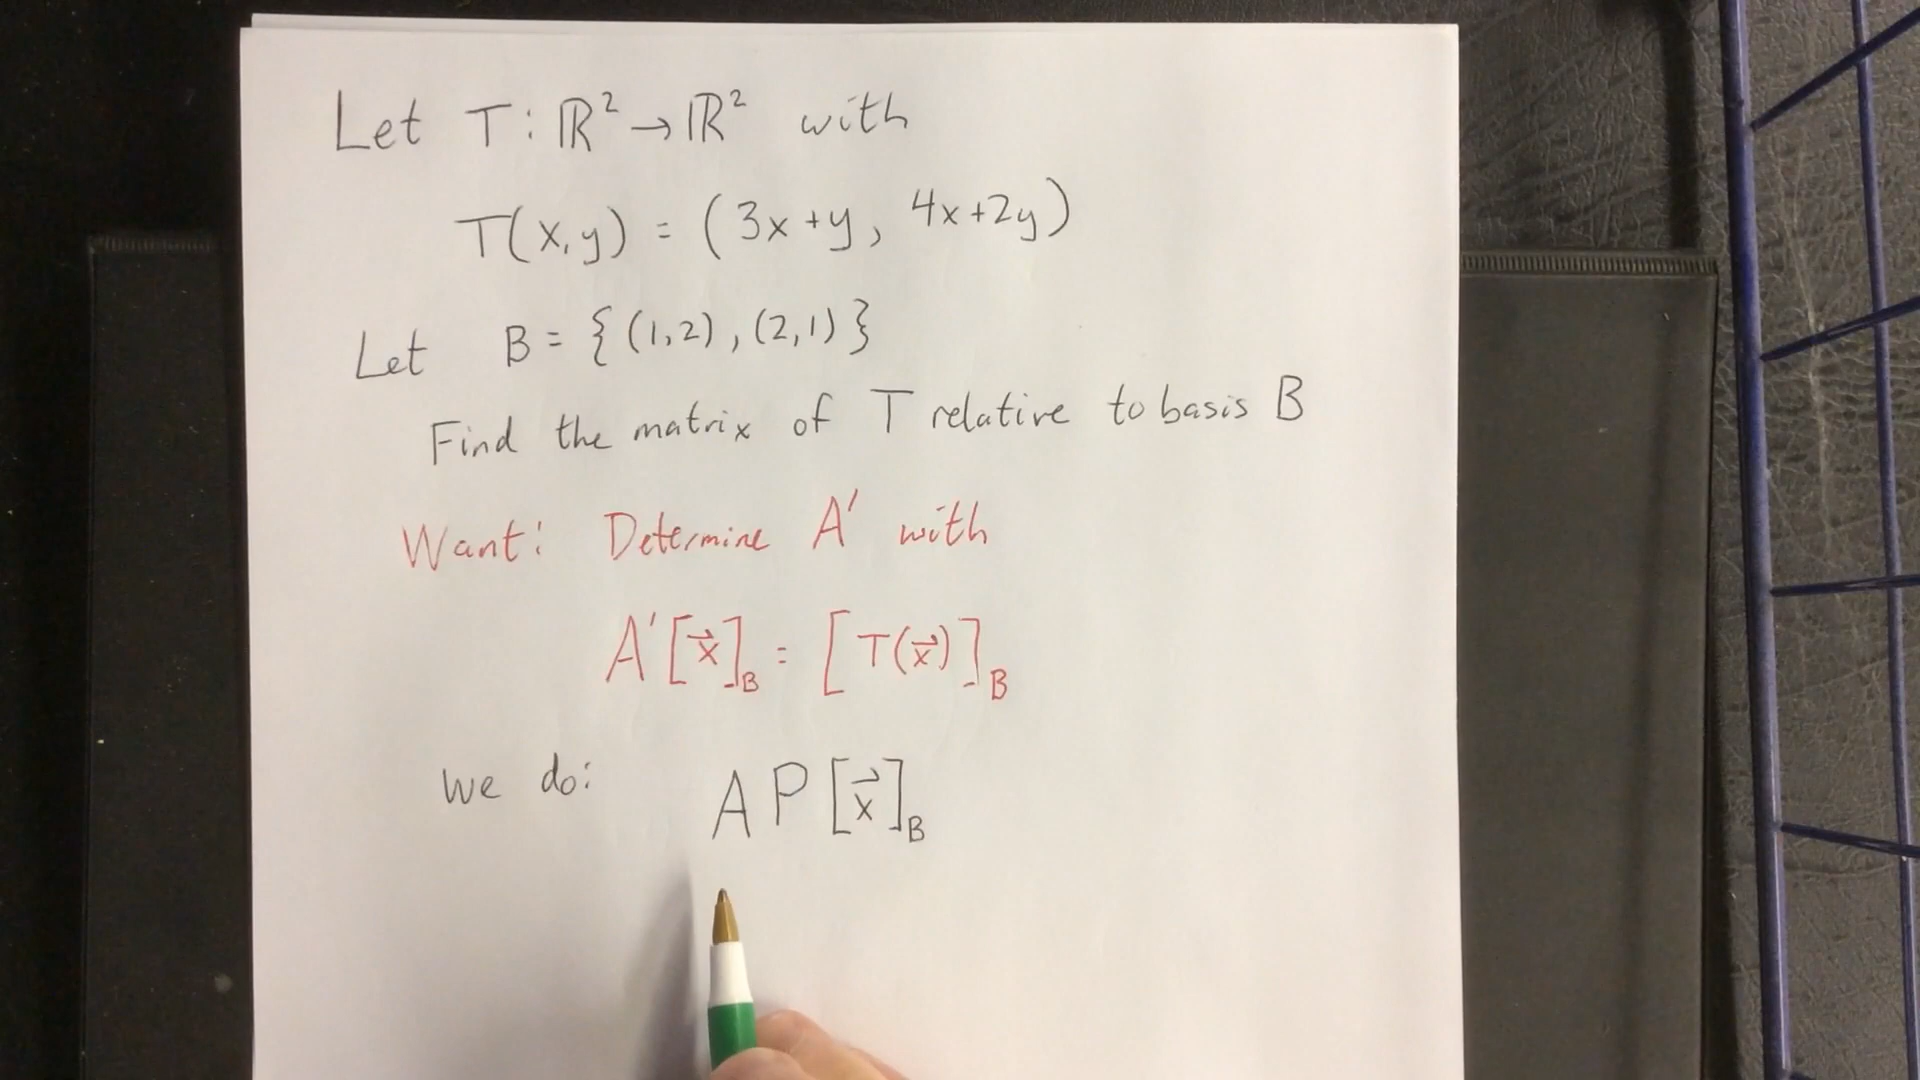 Let T: ℝ² → ℝ² with
T(x,y) = (3x+y, 4x+2y)
Let B = {(1,2), (2,1)}
Find the matrix of T relative to basis B
Want: Determine A' with
A'[x⃗]_B = [T(x⃗)]_B
We do: A P [x⃗]_B